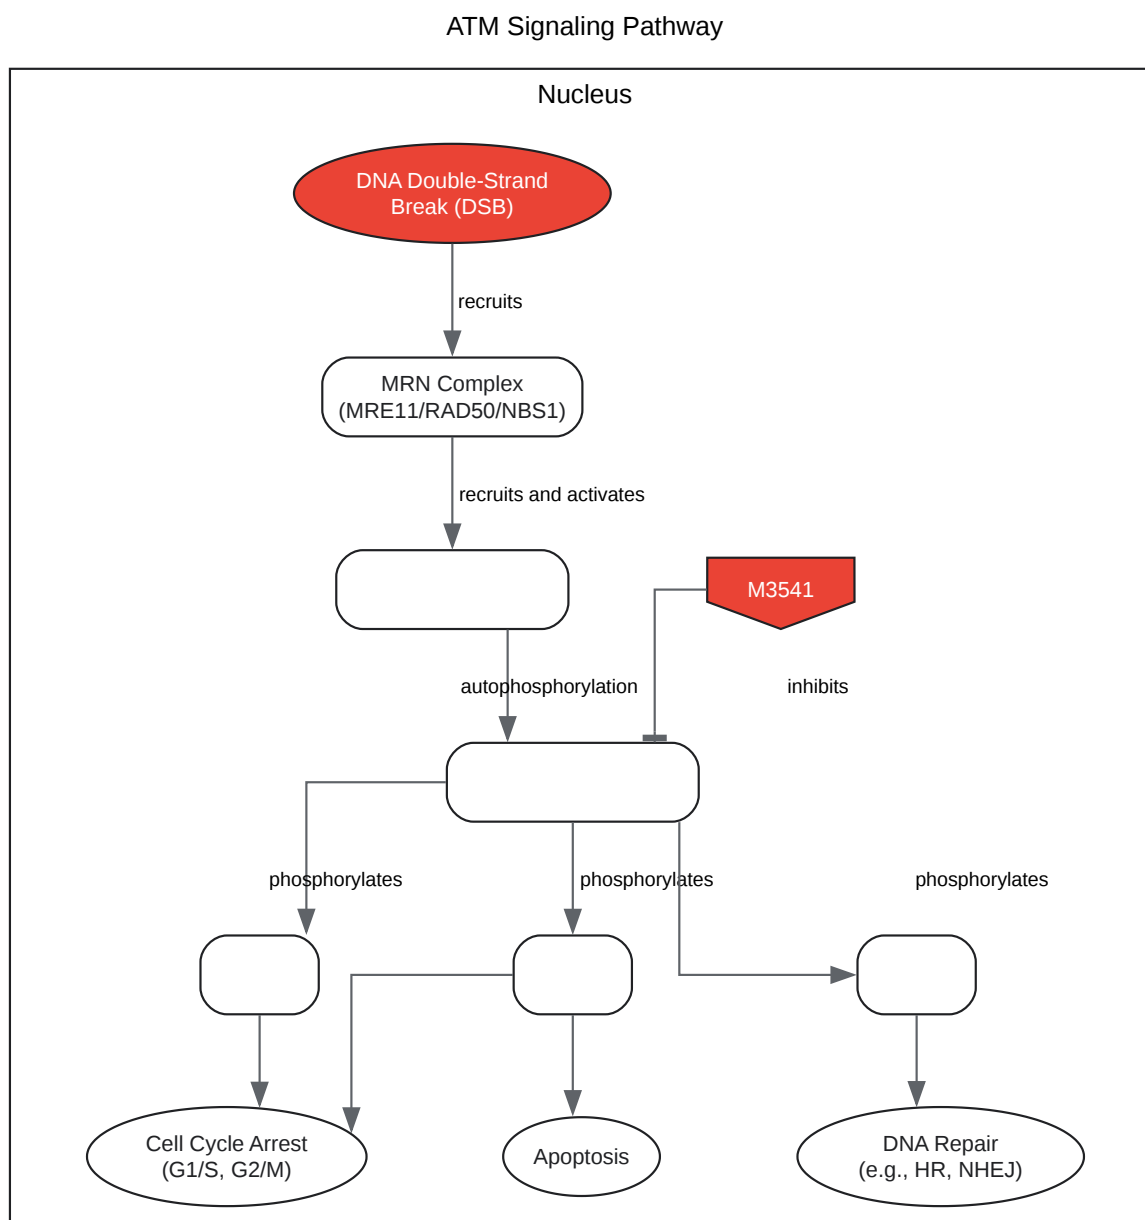 ATM Signaling Pathway
Nucleus
DNA Double-Strand
Break (DSB)
recruits
MRN Complex
(MRE11/RAD50/NBS1)
recruits and activates
M3541
autophosphorylation
inhibits
phosphorylates
phosphorylates
phosphorylates
Cell Cycle Arrest
(G1/S, G2/M)
Apoptosis
DNA Repair
(e.g., HR, NHEJ)